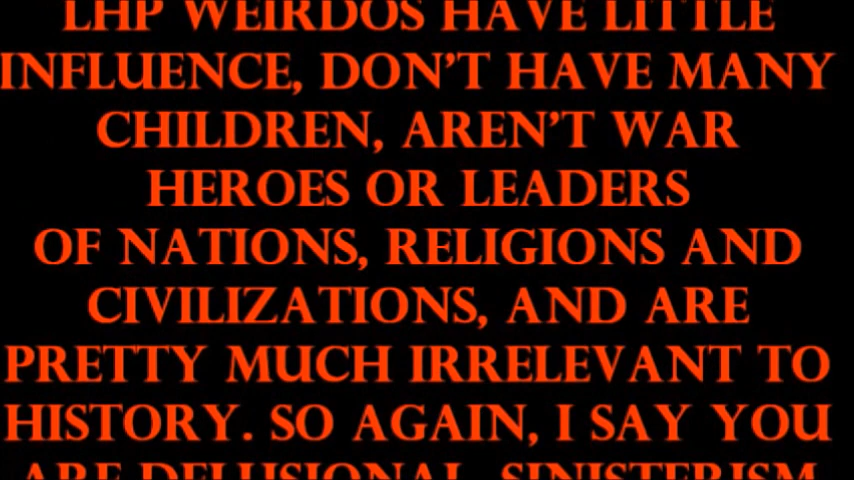 LHP WEIRDOS HAVE LITTLE
INFLUENCE, DON'T HAVE MANY
CHILDREN, AREN'T WAR
HEROES OR LEADERS
OF NATIONS, RELIGIONS AND
CIVILIZATIONS, AND ARE
PRETTY MUCH IRRELEVANT TO
HISTORY. SO AGAIN, I SAY YOU
ARE DELUSIONAL. SINISTERISM